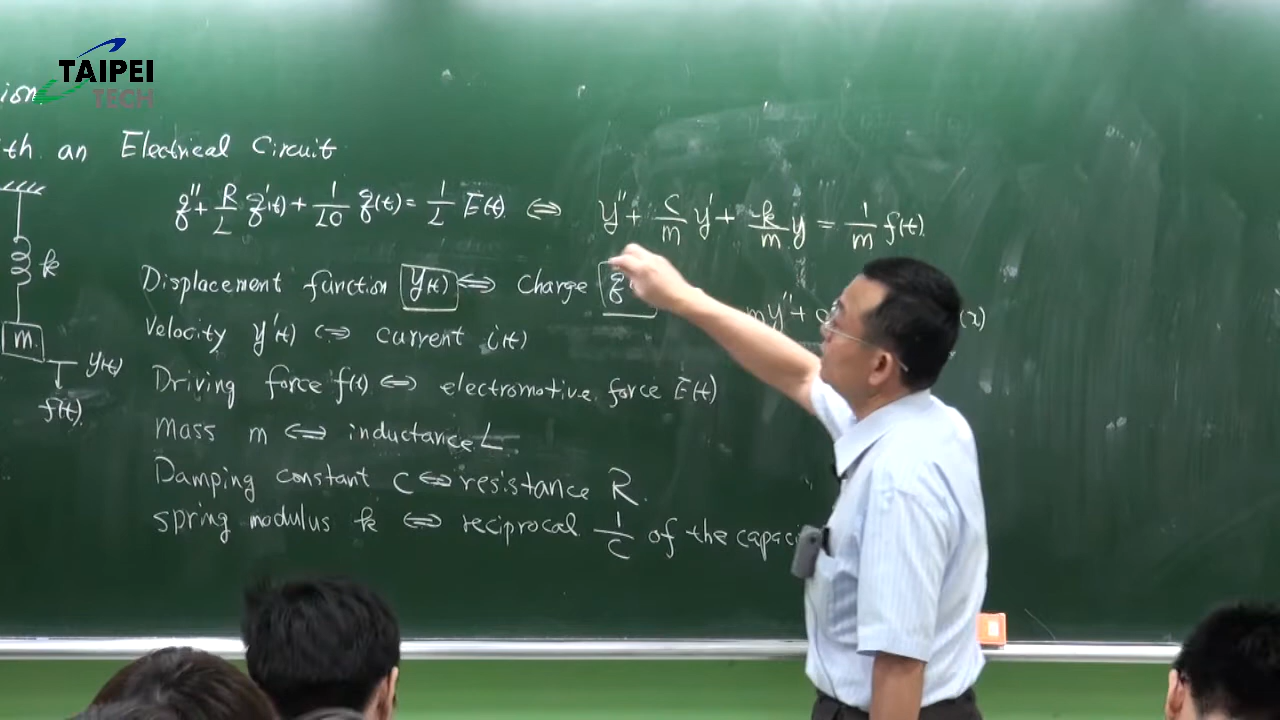 TAIPEI
TECH
ion
ith an Electrical Circuit
q'' + R/L q'(t) + 1/LC q(t) = 1/L E(t) ⇔ y'' + c/m y' + k/m y = 1/m f(t)
Displacement function y(t) ⇔ Charge q
my'' +
Velocity y'(t) ⇔ current i(t)
Driving force f(t) ⇔ electromotive force E(t)
mass m ⇔ inductance L
Damping constant c ⇔ resistance R.
spring modulus k ⇔ reciprocal 1/C of the capaci
k
m
y(t)
f(t)